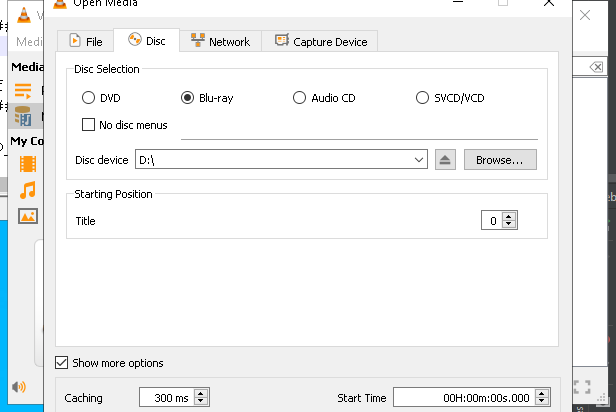 Open Media
Medi
File
Disc
Network
Capture Device
Media
Disc Selection
DVD
Blu-ray
Audio CD
SVCD/VCD
No disc menus
My Co
Disc device
D:\
Browse...
Starting Position
Title
0
Show more options
Caching
300 ms
Start Time
00H:00m:00s.000